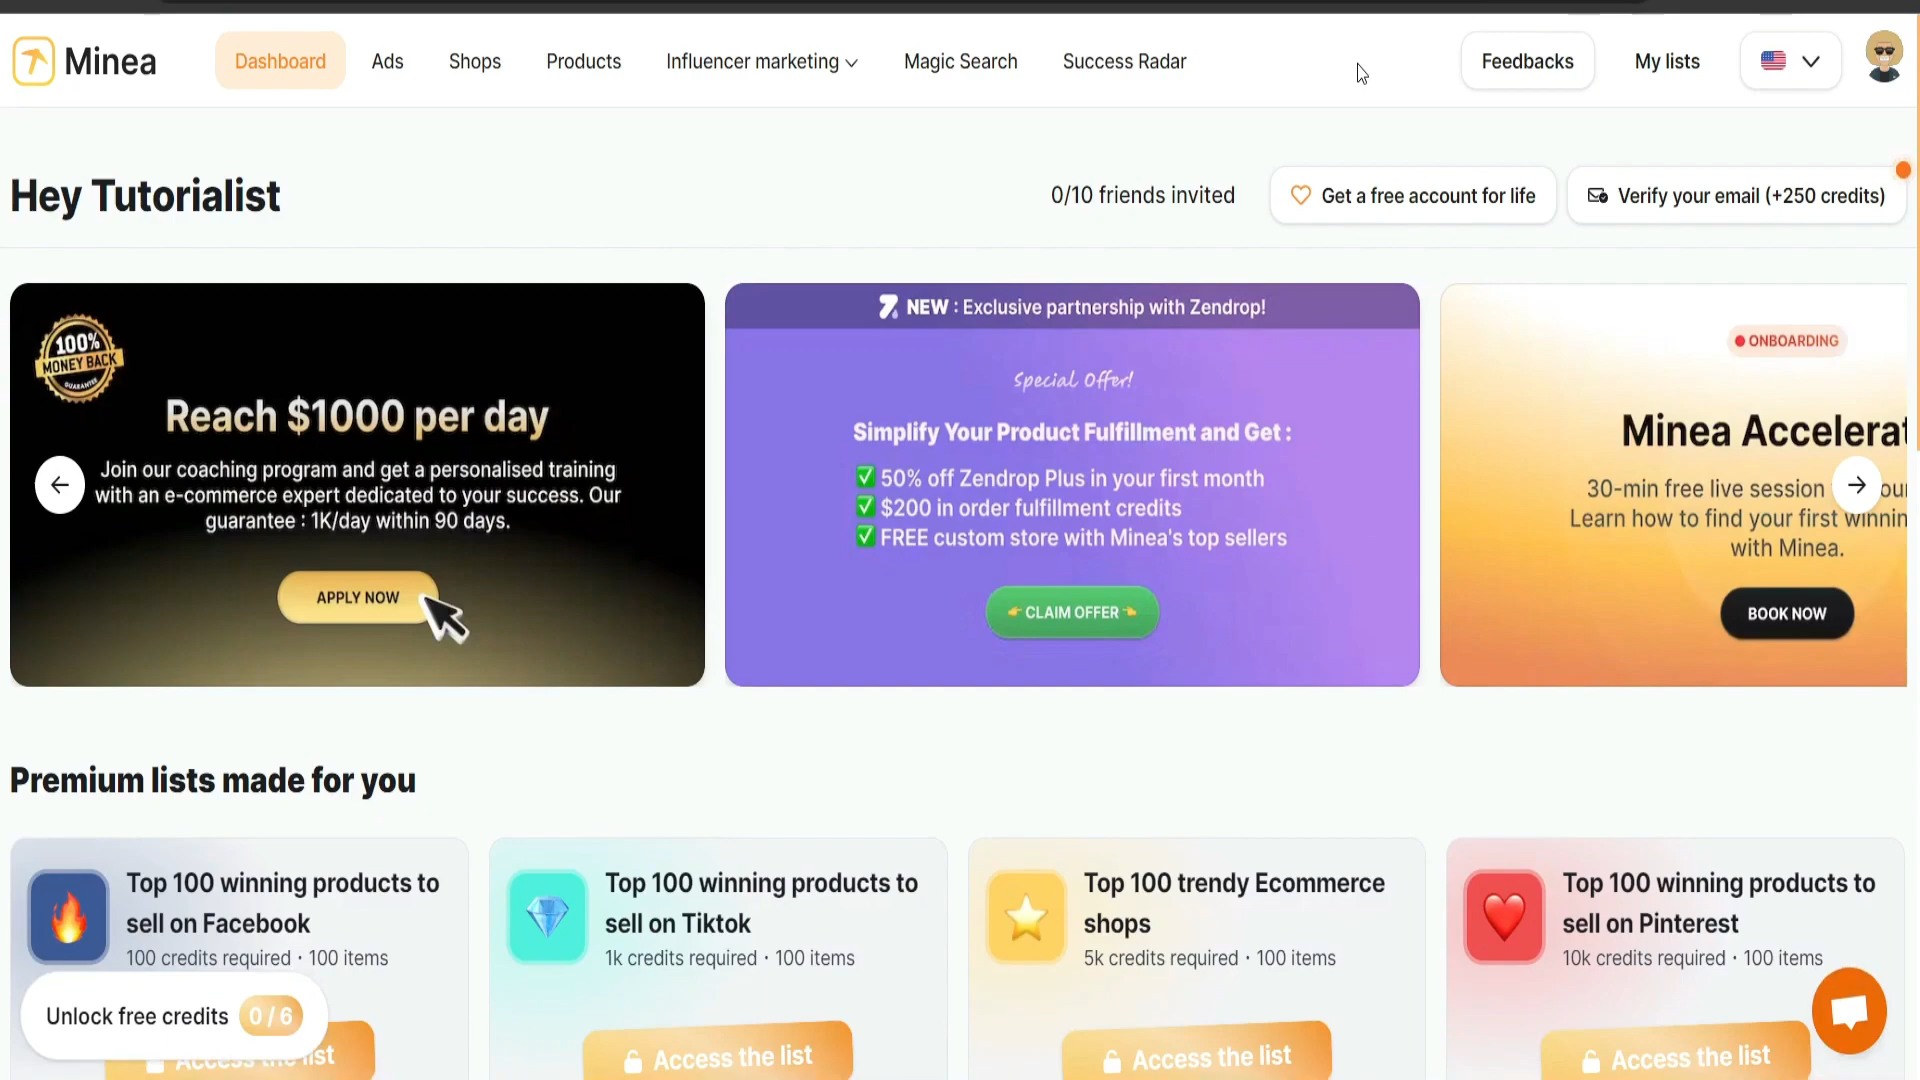 Minea
Dashboard
Ads
Shops
Products
Influencer marketing
Magic Search
Success Radar
Feedbacks
My lists
Hey Tutorialist
0/10 friends invited
Get a free account for life
Verify your email (+250 credits)
100%
MONEY BACK
GUARANTEE
Reach $1000 per day
Join our coaching program and get a personalised training
with an e-commerce expert dedicated to your success. Our
guarantee : 1K/day within 90 days.
APPLY NOW
NEW : Exclusive partnership with Zendrop!
Special Offer!
Simplify Your Product Fulfillment and Get :
✅ 50% off Zendrop Plus in your first month
✅ $200 in order fulfillment credits
✅ FREE custom store with Minea's top sellers
👉 CLAIM OFFER 👈
ONBOARDING
Minea Accelerat
30-min free live session
Learn how to find your first winnin
with Minea.
BOOK NOW
Premium lists made for you
Top 100 winning products to
sell on Facebook
100 credits required · 100 items
Top 100 winning products to
sell on Tiktok
1k credits required · 100 items
Access the list
Top 100 trendy Ecommerce
shops
5k credits required · 100 items
Access the list
Top 100 winning products to
sell on Pinterest
10k credits required · 100 items
Access the list
Unlock free credits 0 / 6